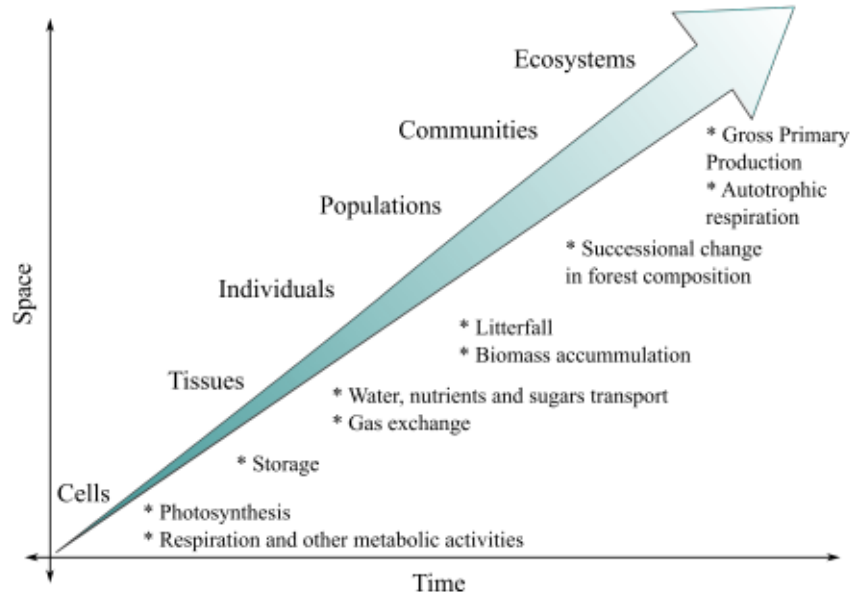 Ecosystems
Communities
* Gross Primary
Production
* Autotrophic
respiration
Populations
* Successional change
in forest composition
Individuals
Space
* Litterfall
* Biomass accummulation
Tissues
* Water, nutrients and sugars transport
* Gas exchange
* Storage
Cells
* Photosynthesis
* Respiration and other metabolic activities
Time